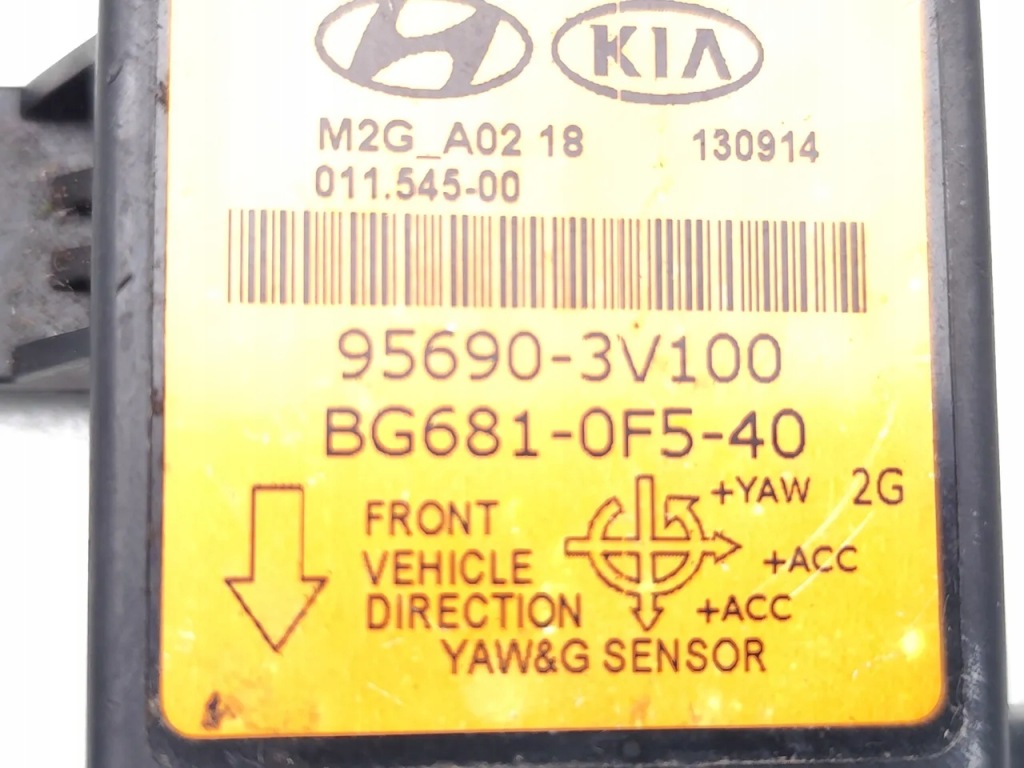 KIA
M2G_A02 18 130914
011.545-00
95690-3V100
BG681-0F5-40
+YAW 2G
FRONT
VEHICLE +ACC
DIRECTION +ACC
YAW&G SENSOR